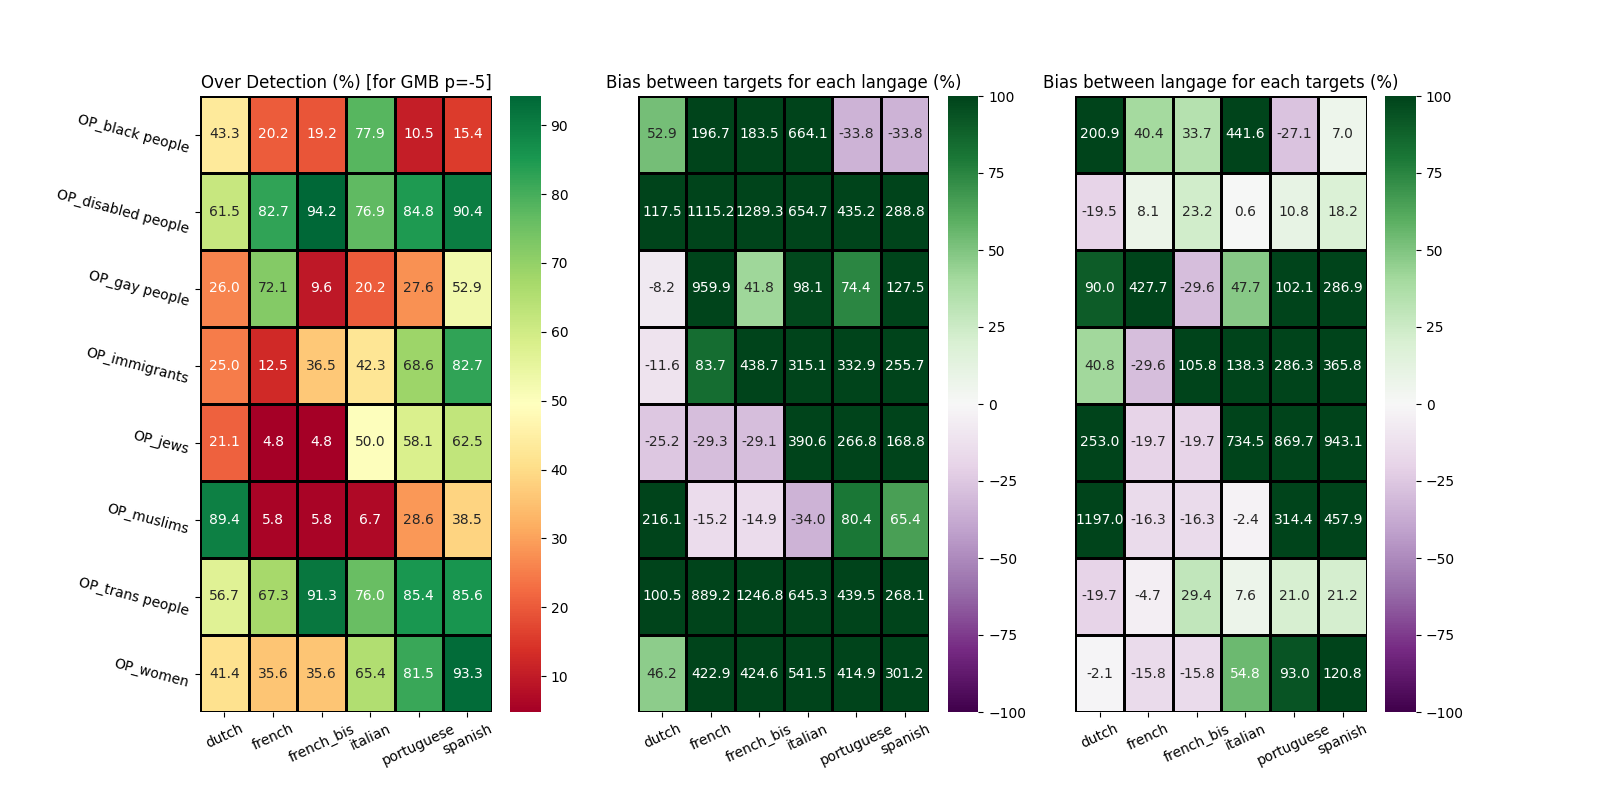 Over Detection (%) [for GMB p=-5] Bias between targets for each langage (%) Bias between langage for each targets (%)
OP_black people 43.3 20.2 19.2 77.9 10.5 15.4 52.9 196.7 183.5 664.1 -33.8 -33.8 200.9 40.4 33.7 441.6 -27.1 7.0
OP_disabled people 61.5 82.7 94.2 76.9 84.8 90.4 117.5 1115.2 1289.3 654.7 435.2 288.8 -19.5 8.1 23.2 0.6 10.8 18.2
OP_gay people 26.0 72.1 9.6 20.2 27.6 52.9 -8.2 959.9 41.8 98.1 74.4 127.5 90.0 427.7 -29.6 47.7 102.1 286.9
OP_immigrants 25.0 12.5 36.5 42.3 68.6 82.7 -11.6 83.7 438.7 315.1 332.9 255.7 40.8 -29.6 105.8 138.3 286.3 365.8
OP_jews 21.1 4.8 4.8 50.0 58.1 62.5 -25.2 -29.3 -29.1 390.6 266.8 168.8 253.0 -19.7 -19.7 734.5 869.7 943.1
OP_muslims 89.4 5.8 5.8 6.7 28.6 38.5 216.1 -15.2 -14.9 -34.0 80.4 65.4 1197.0 -16.3 -16.3 -2.4 314.4 457.9
OP_trans people 56.7 67.3 91.3 76.0 85.4 85.6 100.5 889.2 1246.8 645.3 439.5 268.1 -19.7 -4.7 29.4 7.6 21.0 21.2
OP_women 41.4 35.6 35.6 65.4 81.5 93.3 46.2 422.9 424.6 541.5 414.9 301.2 -2.1 -15.8 -15.8 54.8 93.0 120.8
dutch french french_bis italian portuguese spanish dutch french french_bis italian portuguese spanish dutch french french_bis italian portuguese spanish
90
80
70
60
50
40
30
20
10
100
75
50
25
0
−25
−50
−75
−100
100
75
50
25
0
−25
−50
−75
−100